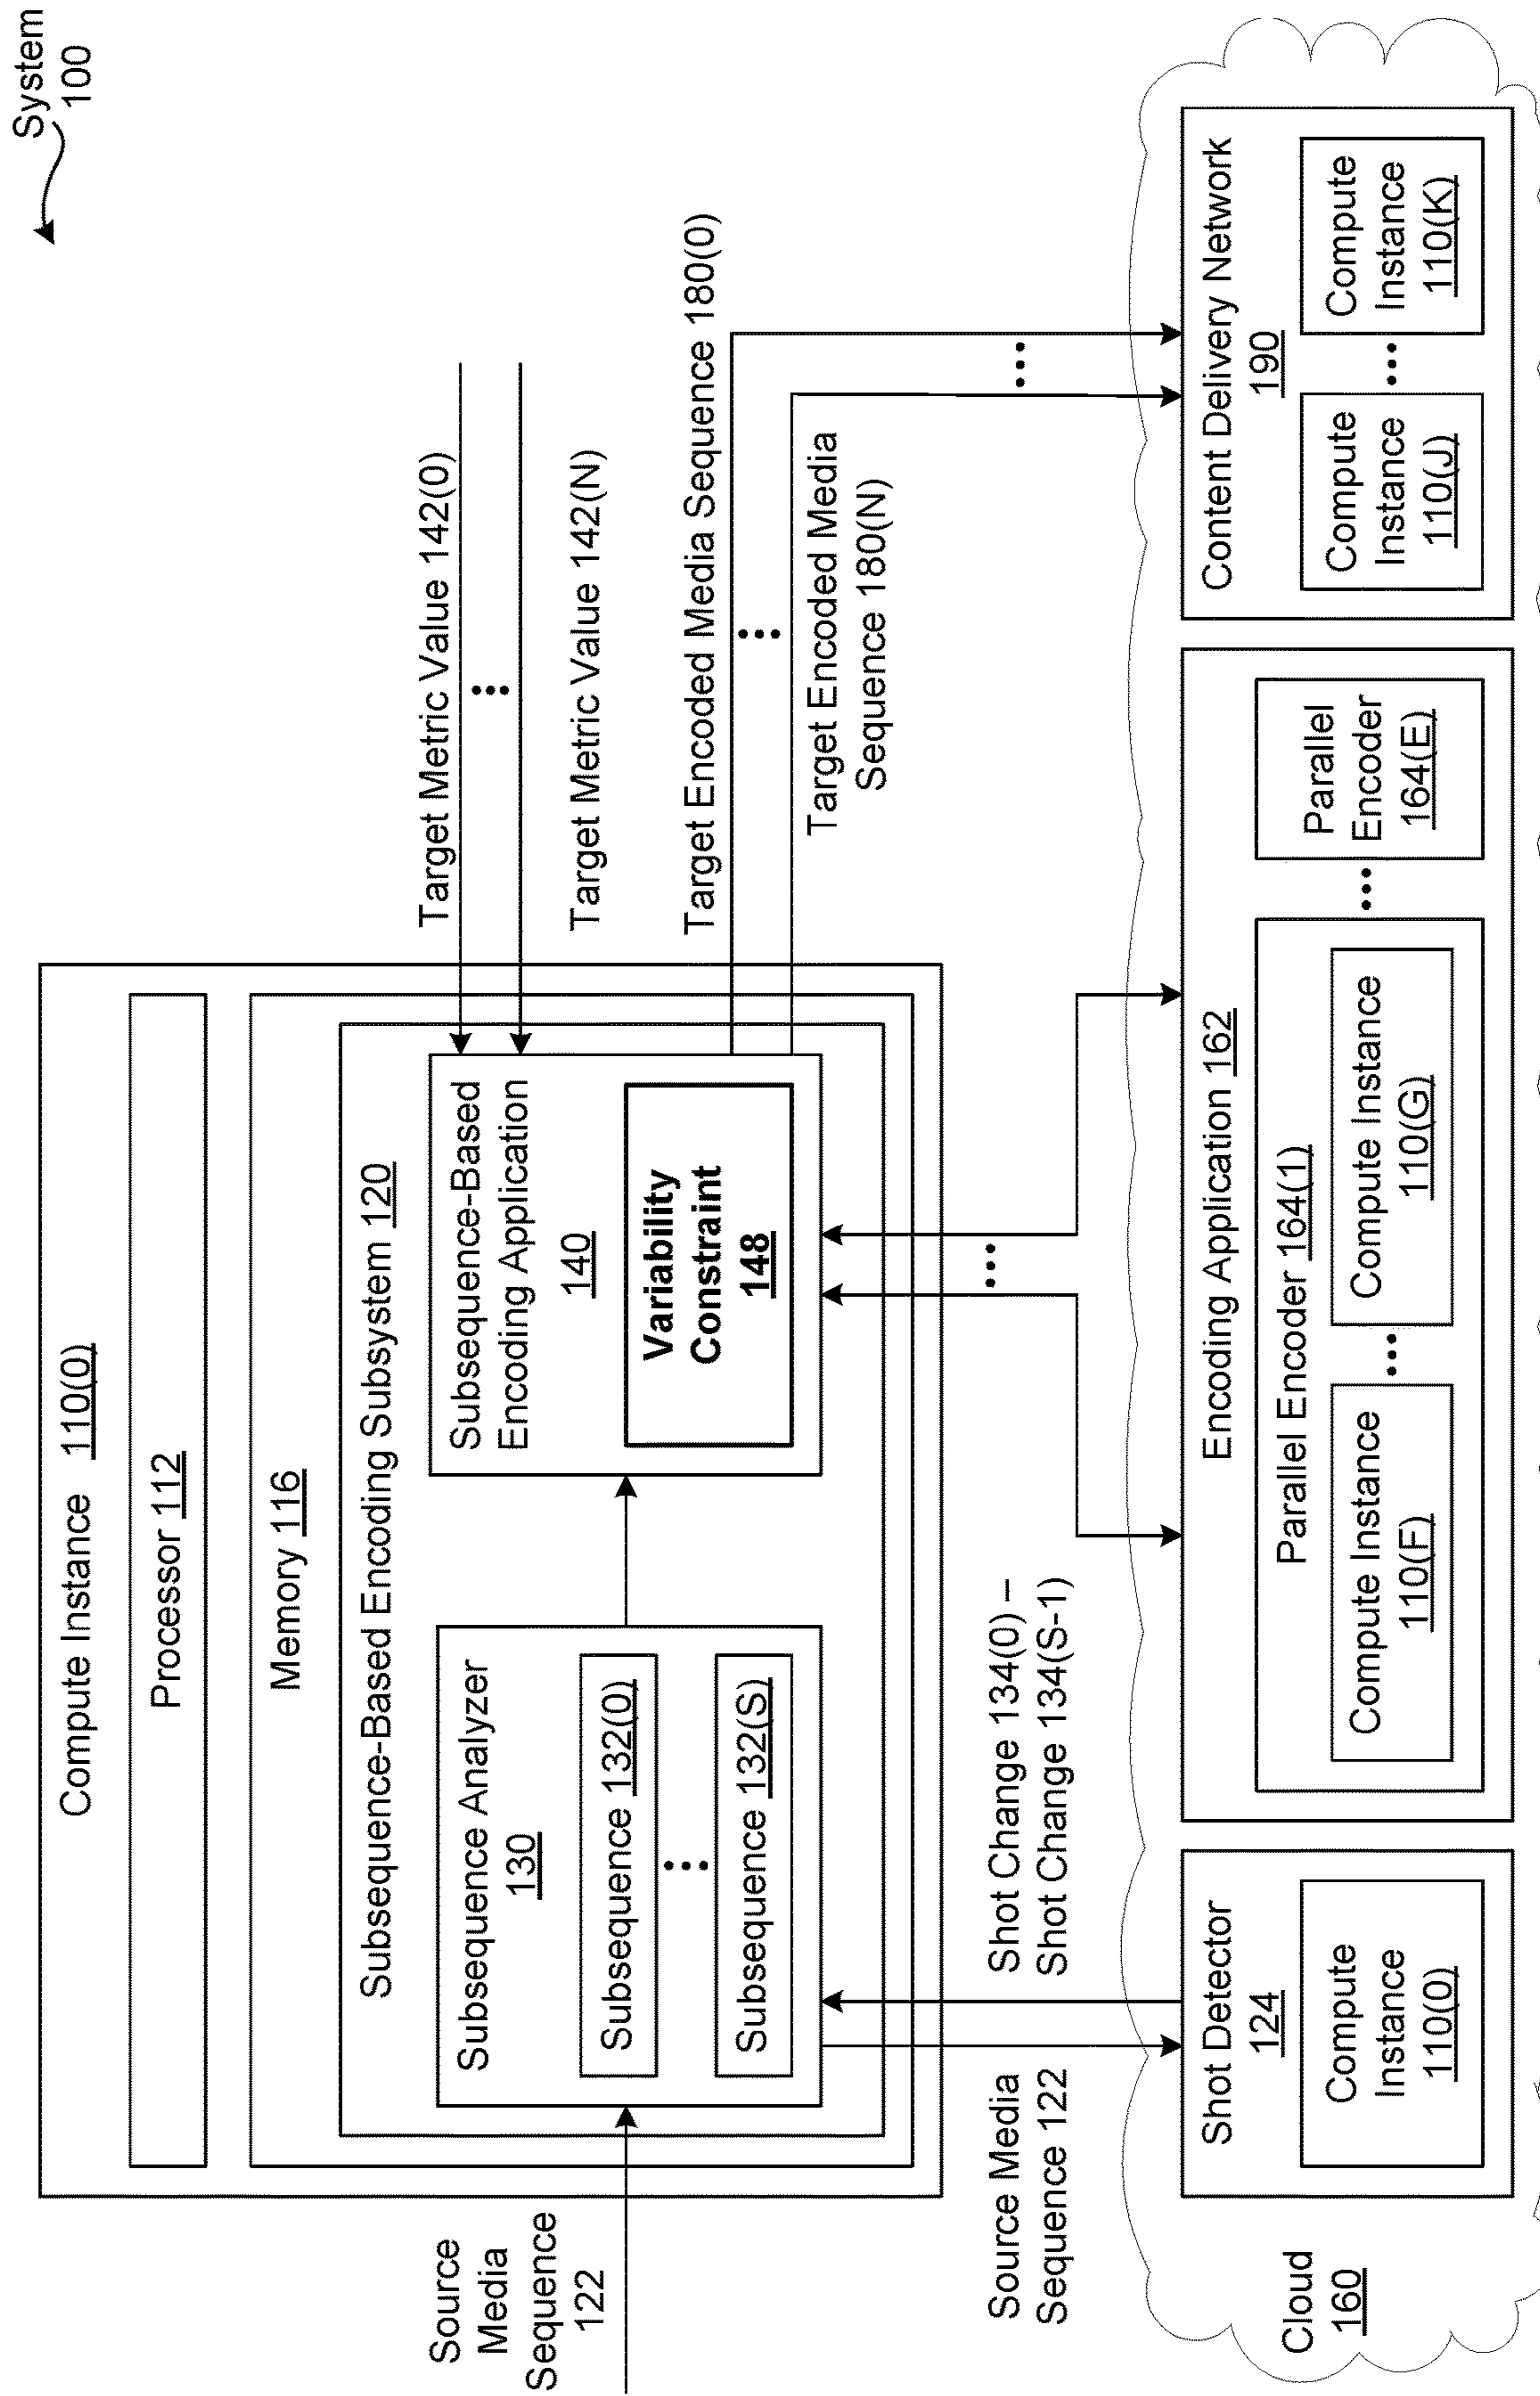 System
100
Compute Instance 110(0)
Processor 112
Memory 116
Subsequence-Based Encoding Subsystem 120
Source
Media
Sequence
122
Subsequence Analyzer
130
Subsequence 132(0)
Subsequence 132(S)
Subsequence-Based
Encoding Application
140
Variability
Constraint
148
Target Metric Value 142(0)
Target Metric Value 142(N)
Target Encoded Media Sequence 180(0)
Target Encoded Media
Sequence 180(N)
Source Media
Sequence 122
Shot Change 134(0) –
Shot Change 134(S-1)
Cloud
160
Shot Detector
124
Compute
Instance
110(0)
Encoding Application 162
Parallel Encoder 164(1)
Compute Instance
110(F)
Compute Instance
110(G)
Parallel
Encoder
164(E)
Content Delivery Network
190
Compute
Instance
110(J)
Compute
Instance
110(K)